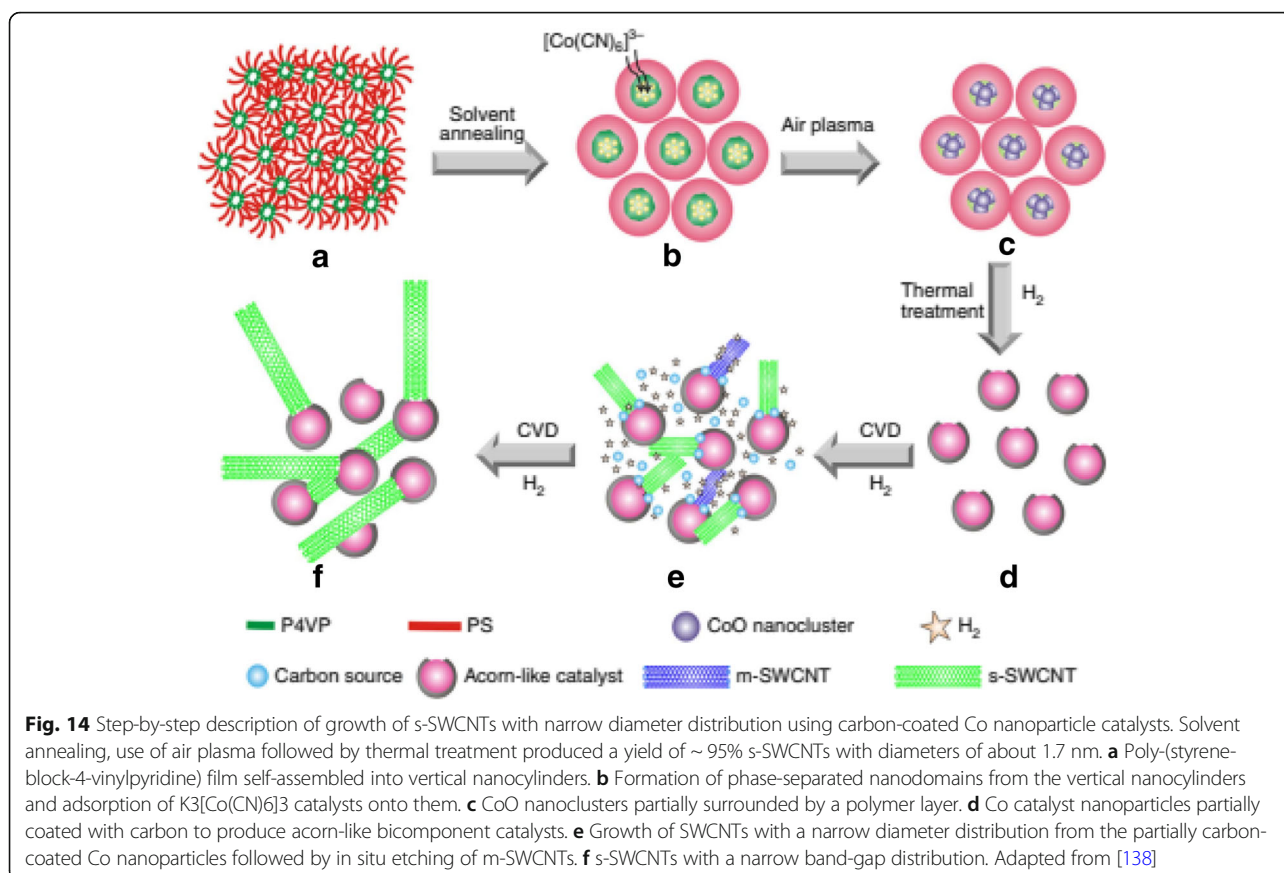 [Co(CN)₆]³⁻
Solvent
annealing
Air plasma
a
b
c
Thermal
treatment
H₂
CVD
H₂
CVD
H₂
f
e
d
P4VP
PS
CoO nanocluster
H₂
Carbon source
Acorn-like catalyst
m-SWCNT
s-SWCNT
Fig. 14 Step-by-step description of growth of s-SWCNTs with narrow diameter distribution using carbon-coated Co nanoparticle catalysts. Solvent
annealing, use of air plasma followed by thermal treatment produced a yield of ~ 95% s-SWCNTs with diameters of about 1.7 nm. a Poly-(styrene-
block-4-vinylpyridine) film self-assembled into vertical nanocylinders. b Formation of phase-separated nanodomains from the vertical nanocylinders
and adsorption of K3[Co(CN)6]3 catalysts onto them. c CoO nanoclusters partially surrounded by a polymer layer. d Co catalyst nanoparticles partially
coated with carbon to produce acorn-like bicomponent catalysts. e Growth of SWCNTs with a narrow diameter distribution from the partially carbon-
coated Co nanoparticles followed by in situ etching of m-SWCNTs. f s-SWCNTs with a narrow band-gap distribution. Adapted from [138]